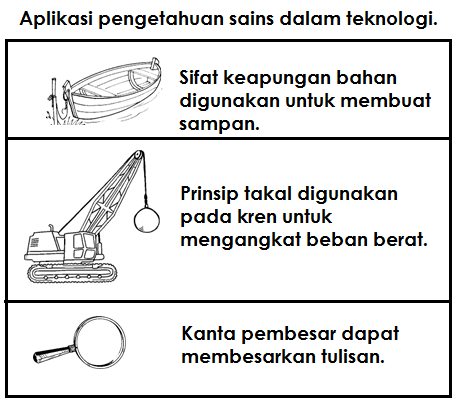 Aplikasi pengetahuan sains dalam teknologi.
Sifat keapungan bahan
digunakan untuk membuat
sampan.
Prinsip takal digunakan
pada kren untuk
mengangkat beban berat.
Kanta pembesar dapat
membesarkan tulisan.